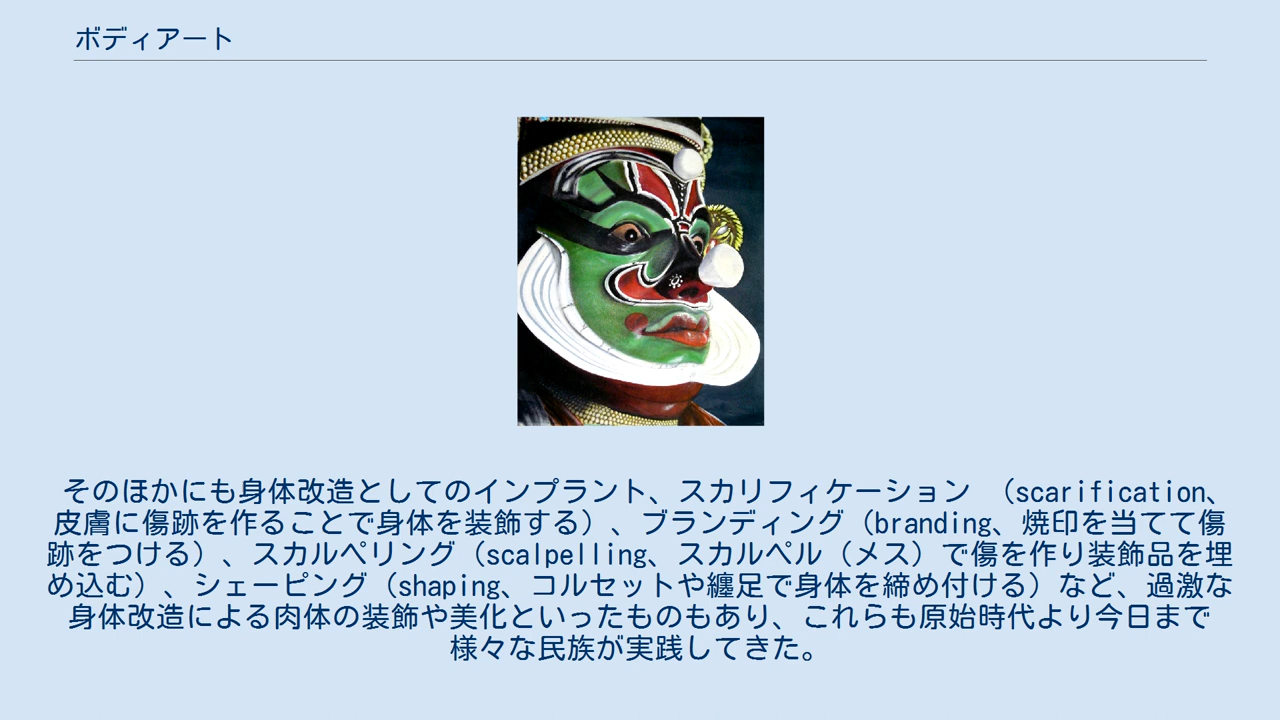 ボディアート
そのほかにも身体改造としてのインプラント、スカリフィケーション （scarification、
皮膚に傷跡を作ることで身体を装飾する）、ブランディング（branding、焼印を当てて傷
跡をつける）、スカルペリング（scalpelling、スカルペル（メス）で傷を作り装飾品を埋
め込む）、シェーピング（shaping、コルセットや纏足で身体を締め付ける）など、過激な
身体改造による肉体の装飾や美化といったものもあり、これらも原始時代より今日まで
様々な民族が実践してきた。